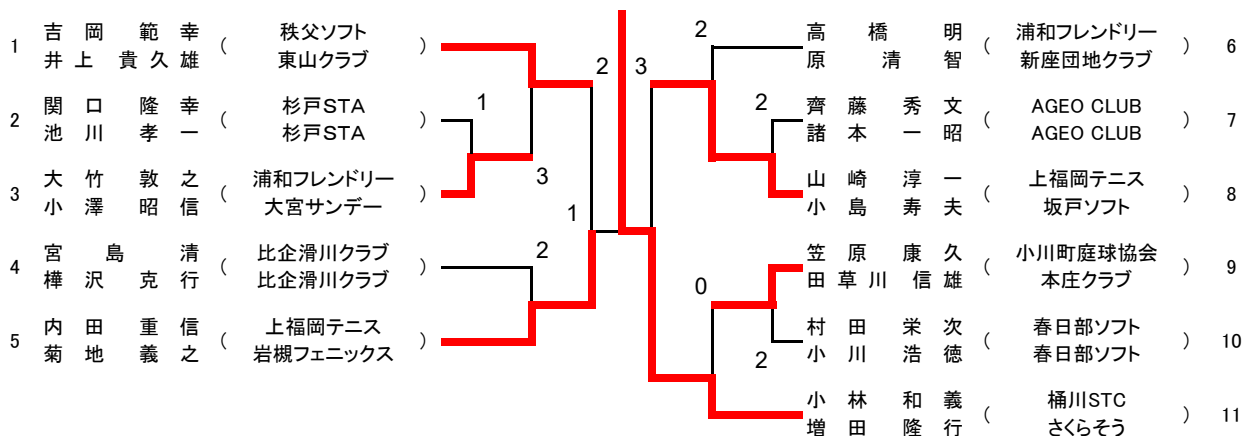 1 吉岡範幸 ( 秩父ソフト )
井上貴久雄 東山クラブ
2 関口隆幸 ( 杉戸STA )
池川孝一 杉戸STA
3 大竹敦之 ( 浦和フレンドリー )
小澤昭信 大宮サンデー
4 宮島清 ( 比企滑川クラブ )
樺沢克行 比企滑川クラブ
5 内田重信 ( 上福岡テニス )
菊地義之 岩槻フェニックス
1
3
2
2
1
3
2
2
0
2
高橋明 ( 浦和フレンドリー ) 6
原清智 新座団地クラブ
齊藤秀文 ( AGEO CLUB ) 7
諸本一昭 AGEO CLUB
山崎淳一 ( 上福岡テニス ) 8
小島寿夫 坂戸ソフト
笠原康久 ( 小川町庭球協会 ) 9
田草川信雄 本庄クラブ
村田栄次 ( 春日部ソフト ) 10
小川浩徳 春日部ソフト
小林和義 ( 桶川STC ) 11
増田隆行 さくらそう